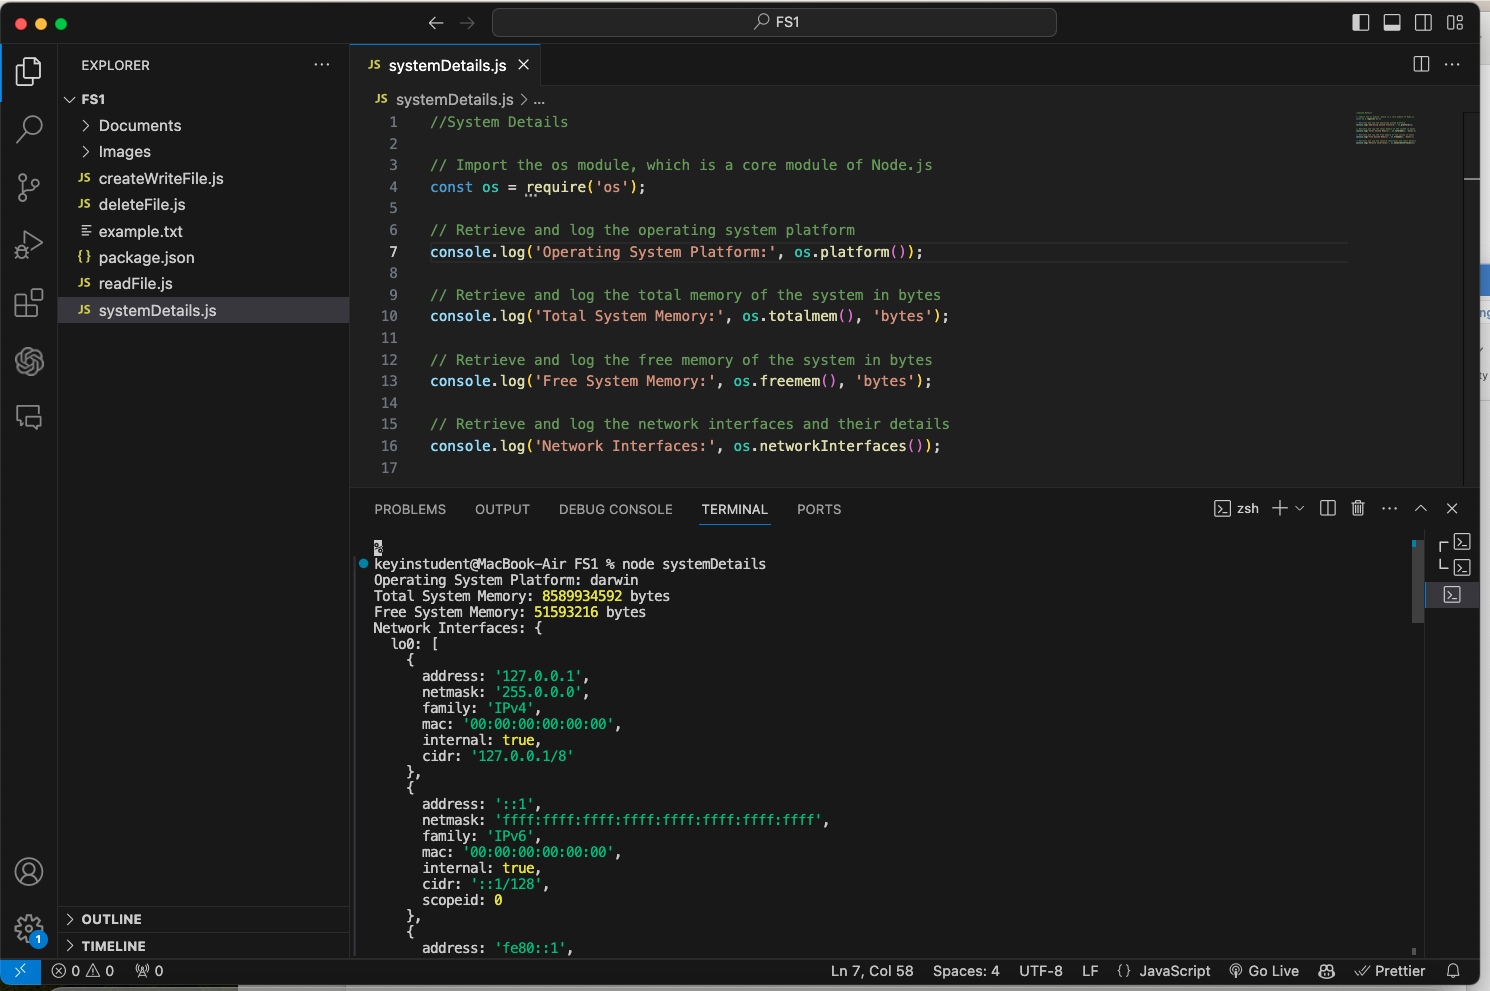 FS1
EXPLORER
FS1
Documents
Images
JS createWriteFile.js
JS deleteFile.js
example.txt
{} package.json
JS readFile.js
JS systemDetails.js
OUTLINE
TIMELINE
1
JS systemDetails.js
JS systemDetails.js > ...
1 //System Details
2
3 // Import the os module, which is a core module of Node.js
4 const os = require('os');
5
6 // Retrieve and log the operating system platform
7 console.log('Operating System Platform:', os.platform());
8
9 // Retrieve and log the total memory of the system in bytes
10 console.log('Total System Memory:', os.totalmem(), 'bytes');
11
12 // Retrieve and log the free memory of the system in bytes
13 console.log('Free System Memory:', os.freemem(), 'bytes');
14
15 // Retrieve and log the network interfaces and their details
16 console.log('Network Interfaces:', os.networkInterfaces());
17
PROBLEMS OUTPUT DEBUG CONSOLE TERMINAL PORTS zsh
%
keyinstudent@MacBook-Air FS1 % node systemDetails
Operating System Platform: darwin
Total System Memory: 8589934592 bytes
Free System Memory: 51593216 bytes
Network Interfaces: {
lo0: [
{
address: '127.0.0.1',
netmask: '255.0.0.0',
family: 'IPv4',
mac: '00:00:00:00:00:00',
internal: true,
cidr: '127.0.0.1/8'
},
{
address: '::1',
netmask: 'ffff:ffff:ffff:ffff:ffff:ffff:ffff:ffff',
family: 'IPv6',
mac: '00:00:00:00:00:00',
internal: true,
cidr: '::1/128',
scopeid: 0
},
{
address: 'fe80::1',
0 0 0 Ln 7, Col 58 Spaces: 4 UTF-8 LF {} JavaScript Go Live Prettier